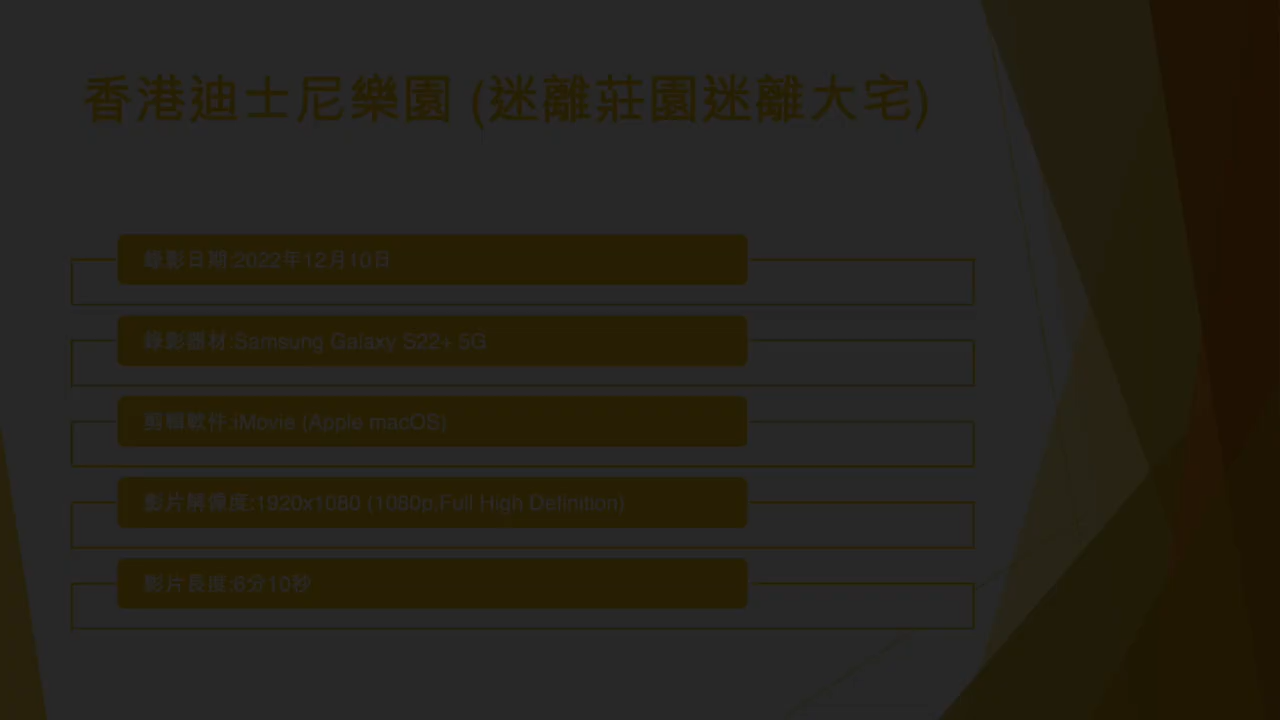 香港迪士尼樂園 (迷離莊園迷離大宅)
錄影日期:2022年12月10日
錄影器材:Samsung Galaxy S22+ 5G
剪輯軟件:iMovie (Apple macOS)
影片解像度:1920x1080 (1080p,Full High Definition)
影片長度:6分10秒